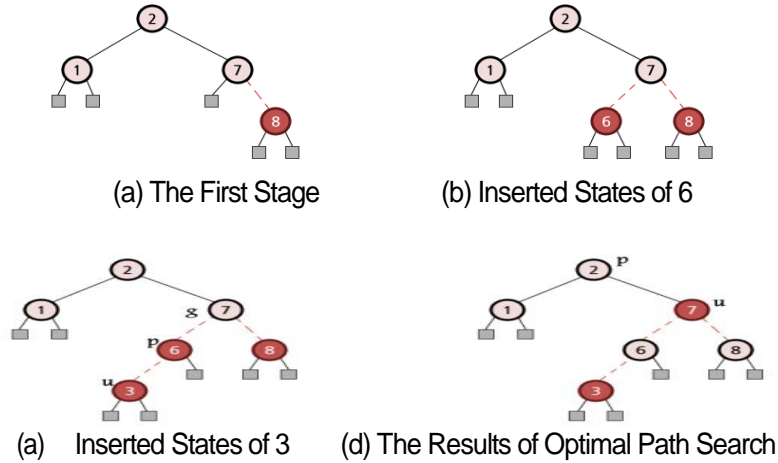 2
1
7
8
(a) The First Stage
2
1
7
6
8
(b) Inserted States of 6
2
1
g
7
p
6
8
u
3
(a) Inserted States of 3
2
p
1
7
u
6
8
3
(d) The Results of Optimal Path Search